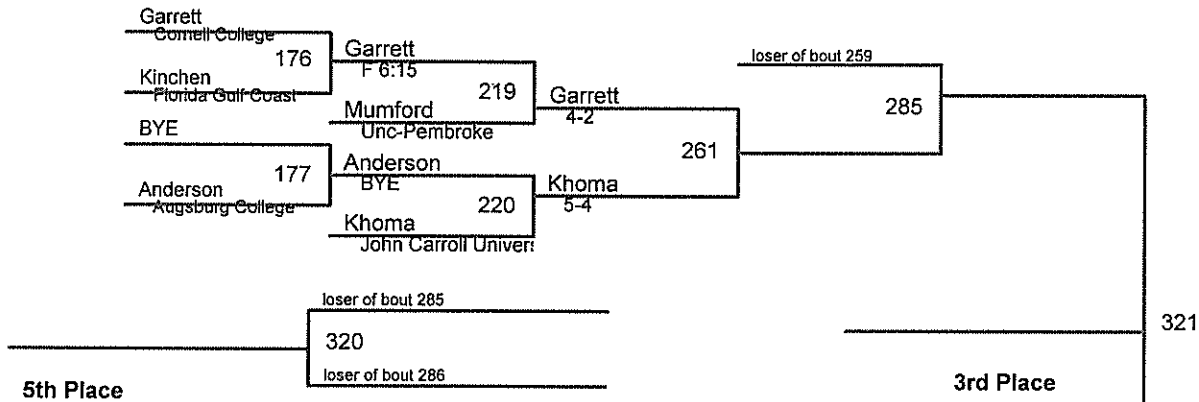 Garrett
Cornell College
176
Kinchen
Florida Gulf Coast
BYE
177
Anderson
Augsburg College
Garrett
F 6:15
219
Mumford
Unc-Pembroke
Anderson
BYE
220
Khoma
John Carroll Univer
Garrett
4-2
261
Khoma
5-4
loser of bout 259
285
loser of bout 285
320
loser of bout 286
5th Place
321
3rd Place